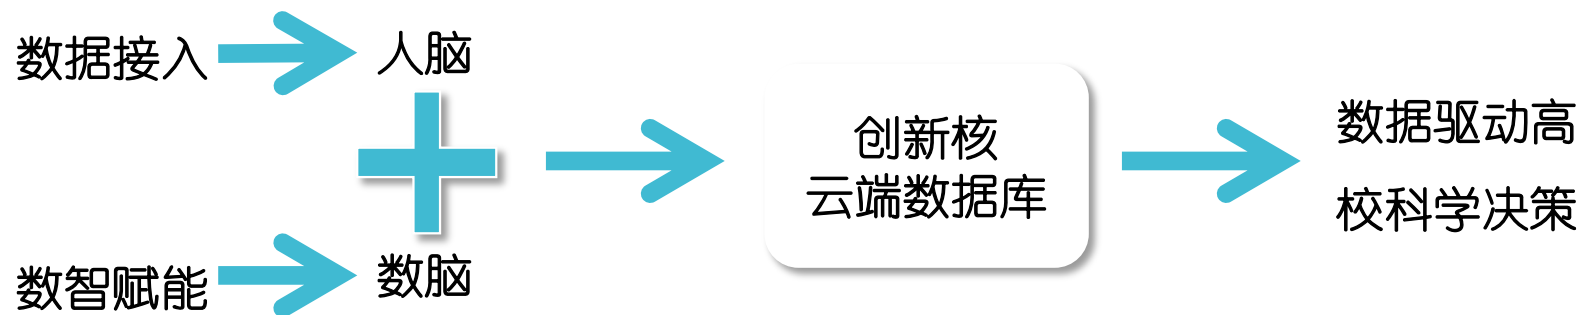 数据接入
人脑
数智赋能
数脑
创新核
云端数据库
数据驱动高
校科学决策